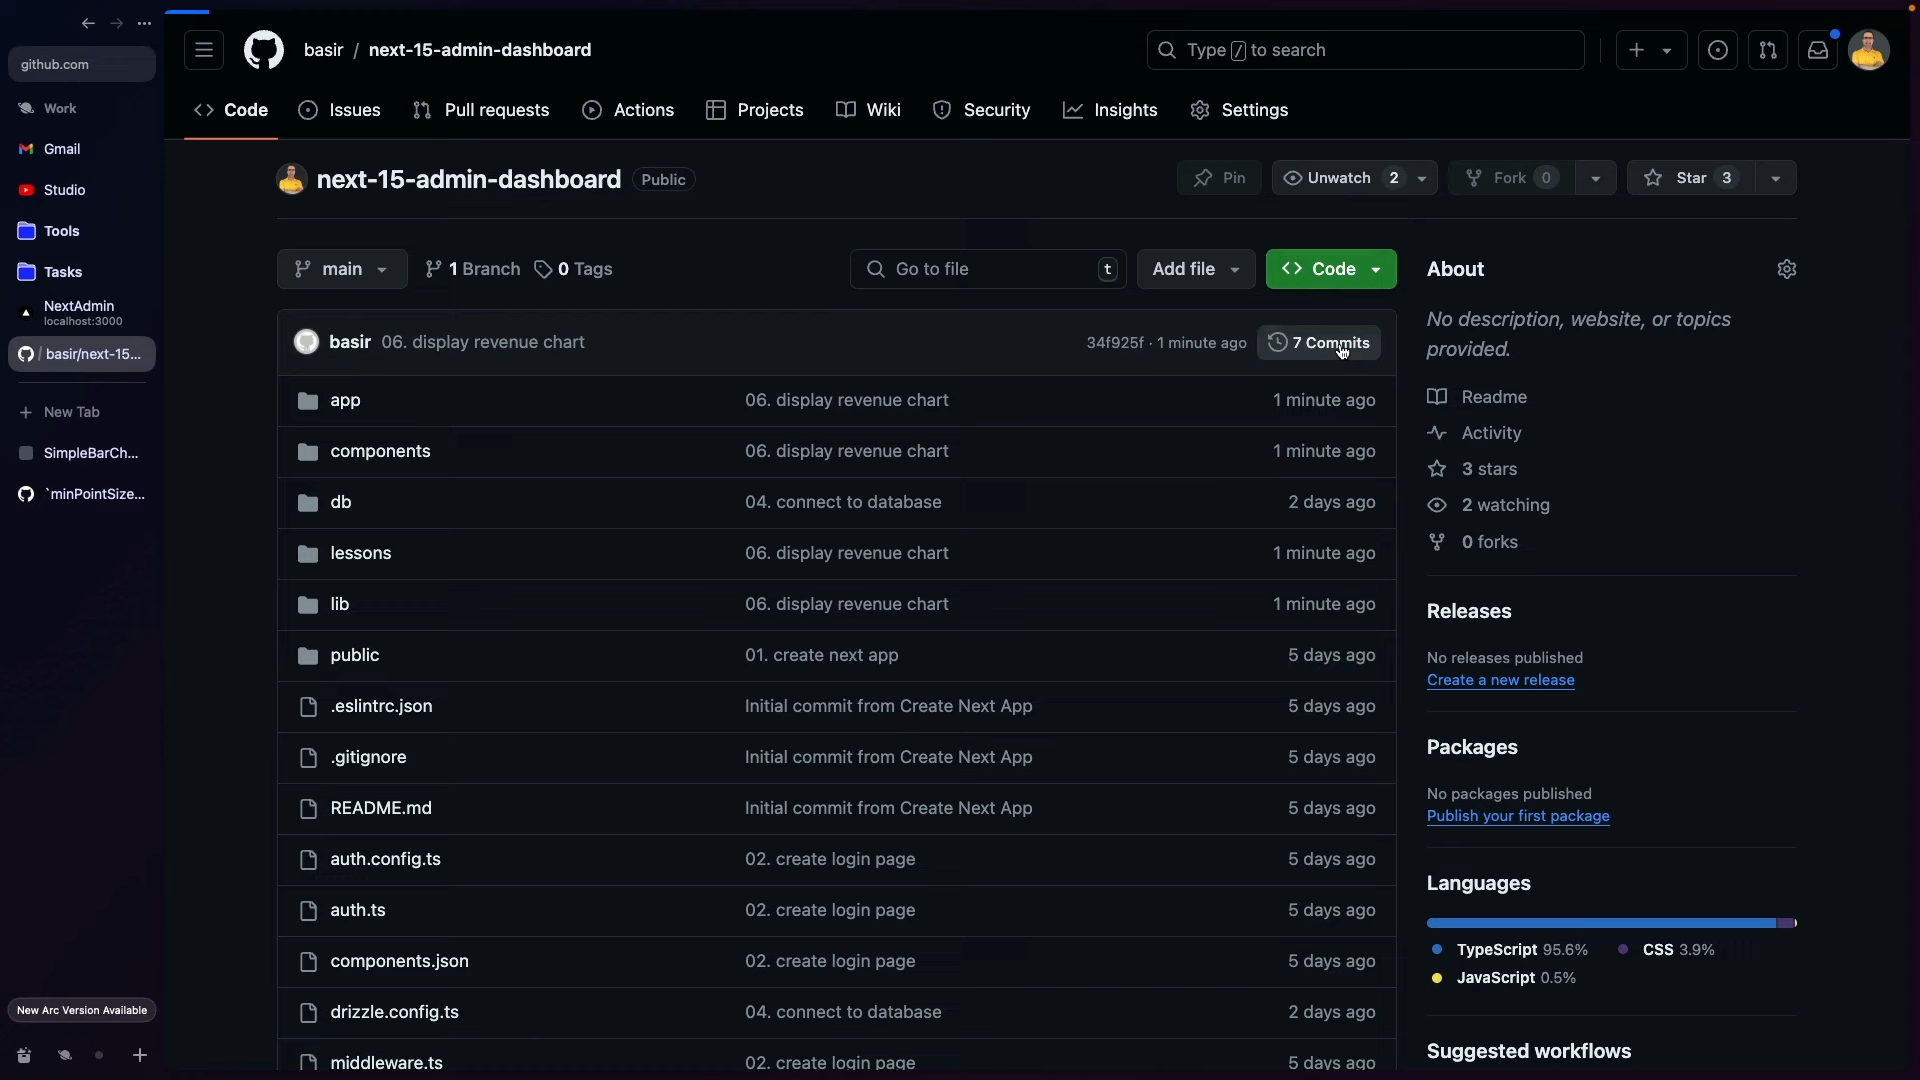 github.com
Work
Gmail
Studio
Tools
Tasks
NextAdmin
localhost:3000
/ basir/next-15...
New Tab
SimpleBarCh...
`minPointSize...
New Arc Version Available
basir / next-15-admin-dashboard
Type / to search
Code Issues Pull requests Actions Projects Wiki Security Insights Settings
next-15-admin-dashboard Public
Pin Unwatch 2 Fork 0 Star 3
main 1 Branch 0 Tags Go to file t Add file Code
basir 06. display revenue chart 34f925f · 1 minute ago 7 Commits
app 06. display revenue chart 1 minute ago
components 06. display revenue chart 1 minute ago
db 04. connect to database 2 days ago
lessons 06. display revenue chart 1 minute ago
lib 06. display revenue chart 1 minute ago
public 01. create next app 5 days ago
.eslintrc.json Initial commit from Create Next App 5 days ago
.gitignore Initial commit from Create Next App 5 days ago
README.md Initial commit from Create Next App 5 days ago
auth.config.ts 02. create login page 5 days ago
auth.ts 02. create login page 5 days ago
components.json 02. create login page 5 days ago
drizzle.config.ts 04. connect to database 2 days ago
middleware.ts 02. create login page 5 days ago
About
No description, website, or topics
provided.
Readme
Activity
3 stars
2 watching
0 forks
Releases
No releases published
Create a new release
Packages
No packages published
Publish your first package
Languages
TypeScript 95.6% CSS 3.9%
JavaScript 0.5%
Suggested workflows